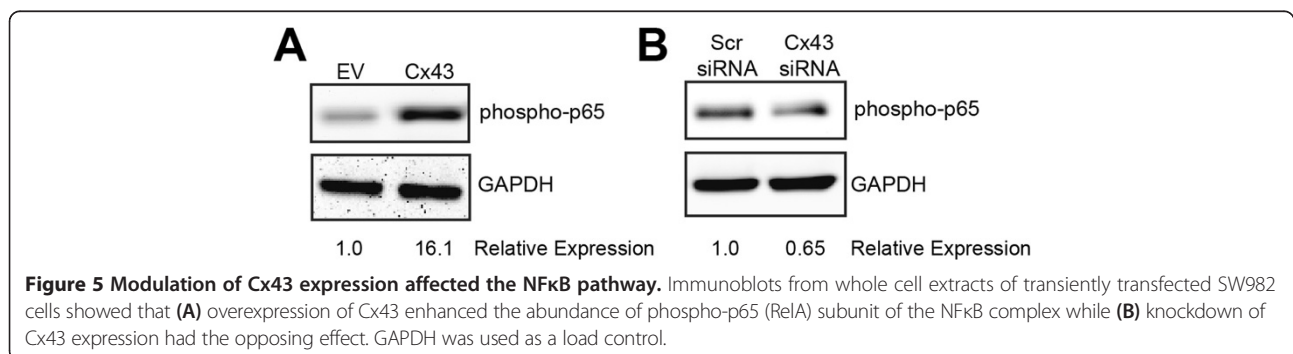 A
EV Cx43
phospho-p65
GAPDH
1.0 16.1 Relative Expression
B
Scr siRNA Cx43 siRNA
phospho-p65
GAPDH
1.0 0.65 Relative Expression
Figure 5 Modulation of Cx43 expression affected the NFκB pathway. Immunoblots from whole cell extracts of transiently transfected SW982
cells showed that (A) overexpression of Cx43 enhanced the abundance of phospho-p65 (RelA) subunit of the NFκB complex while (B) knockdown of
Cx43 expression had the opposing effect. GAPDH was used as a load control.